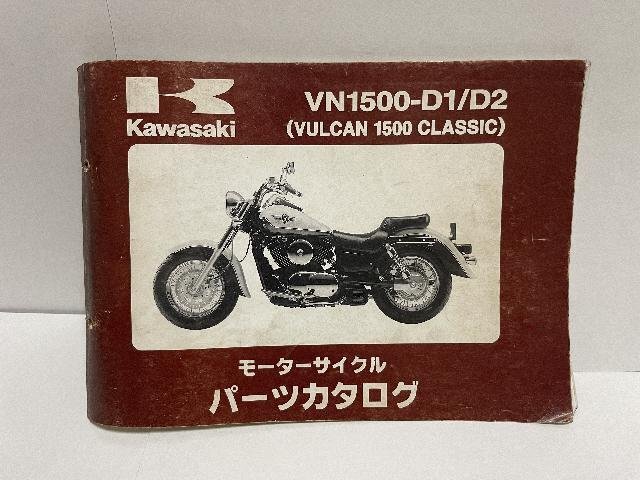 VN1500-D1/D2
Kawasaki
(VULCAN 1500 CLASSIC)
モーターサイクル
パーツカタログ